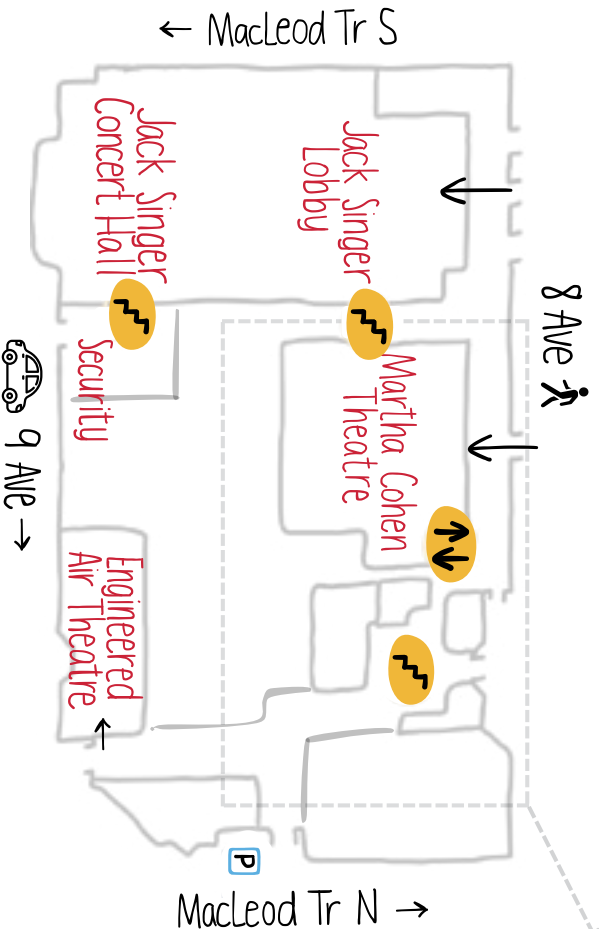 ← MacLeod Tr S
Jack Singer
Concert Hall
Jack Singer
Lobby
8 Ave
Security
Martha Cohen
Theatre
9 Ave →
Engineered
Air Theatre
P
MacLeod Tr N →